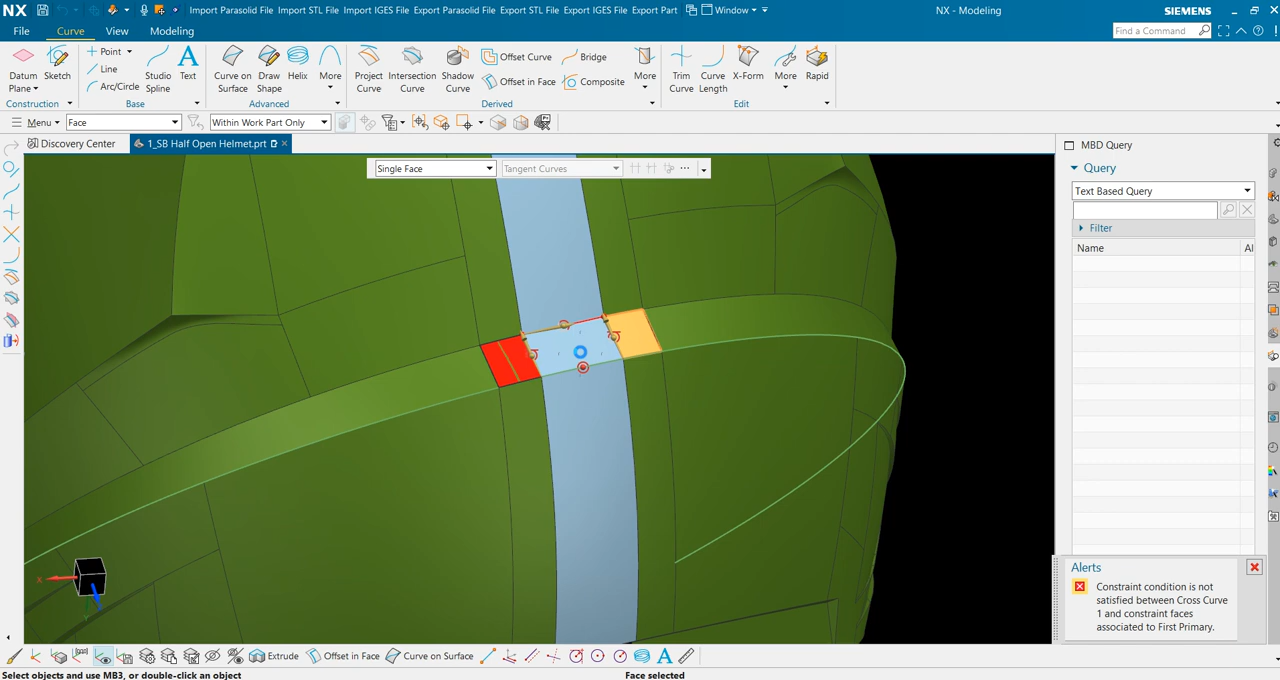 NX
Import Parasolid File Import STL File Import IGES File Export Parasolid File Export STL File Export IGES File Export Part
Window
NX - Modeling
SIEMENS
File Curve View Modeling
Find a Command
Datum Plane
Sketch
Point
Line
Arc/Circle
Studio Spline
Text
Curve on Surface
Draw Shape
Helix
More
Project Curve
Intersection Curve
Shadow Curve
Offset Curve
Offset in Face
Bridge
Composite
More
Trim Curve
Curve Length
X-Form
More
Rapid
Construction Base Advanced Derived Edit
Menu Face Within Work Part Only
Discovery Center 1_SB Half Open Helmet.prt
Single Face Tangent Curves
MBD Query
Query
Text Based Query
Filter
Name Al
X
Alerts
Constraint condition is not
satisfied between Cross Curve
1 and constraint faces
associated to First Primary.
Extrude Offset in Face Curve on Surface
Select objects and use MB3, or double-click an object Face selected